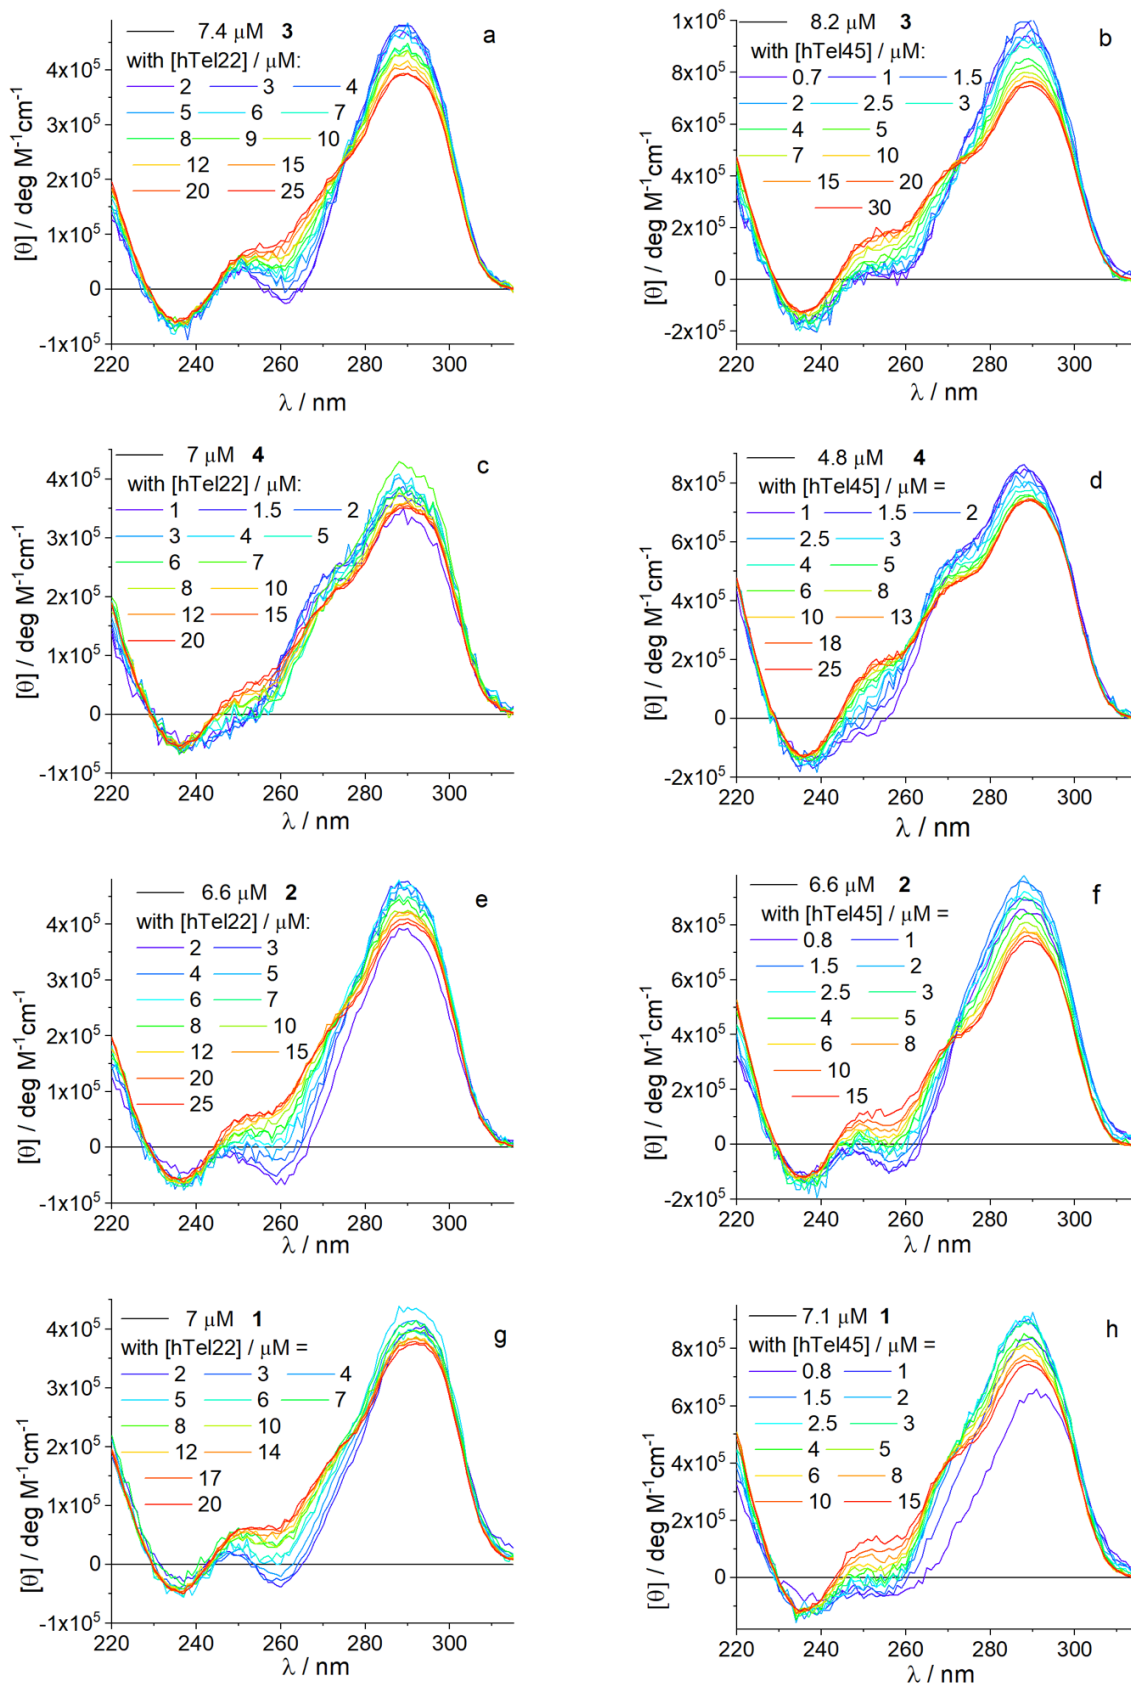 7.4 μM 3
a
with [hTel22] / μM:
2 3 4
5 6 7
8 9 10
12 15
20 25
4x10⁵
3x10⁵
2x10⁵
1x10⁵
0
-1x10⁵
[θ] / deg M⁻¹cm⁻¹
220 240 260 280 300
λ / nm
8.2 μM 3
b
with [hTel45] / μM:
0.7 1 1.5
2 2.5 3
4 5
7 10
15 20
30
1x10⁶
8x10⁵
6x10⁵
4x10⁵
2x10⁵
0
-2x10⁵
[θ] / deg M⁻¹cm⁻¹
220 240 260 280 300
λ / nm
7 μM 4
c
with [hTel22] / μM:
1 1.5 2
3 4 5
6 7
8 10
12 15
20
4x10⁵
3x10⁵
2x10⁵
1x10⁵
0
-1x10⁵
[θ] / deg M⁻¹cm⁻¹
220 240 260 280 300
λ / nm
4.8 μM 4
d
with [hTel45] / μM =
1 1.5 2
2.5 3
4 5
6 8
10 13
18
25
8x10⁵
6x10⁵
4x10⁵
2x10⁵
0
-2x10⁵
[θ] / deg M⁻¹cm⁻¹
220 240 260 280 300
λ / nm
6.6 μM 2
e
with [hTel22] / μM:
2 3
4 5
6 7
8 10
12 15
20
25
4x10⁵
3x10⁵
2x10⁵
1x10⁵
0
-1x10⁵
[θ] / deg M⁻¹cm⁻¹
220 240 260 280 300
λ / nm
6.6 μM 2
f
with [hTel45] / μM =
0.8 1
1.5 2
2.5 3
4 5
6 8
10
15
8x10⁵
6x10⁵
4x10⁵
2x10⁵
0
-2x10⁵
[θ] / deg M⁻¹cm⁻¹
220 240 260 280 300
λ / nm
7 μM 1
g
with [hTel22] / μM =
2 3 4
5 6 7
8 10
12 14
17
20
4x10⁵
3x10⁵
2x10⁵
1x10⁵
0
-1x10⁵
[θ] / deg M⁻¹cm⁻¹
220 240 260 280 300
λ / nm
7.1 μM 1
h
with [hTel45] / μM =
0.8 1
1.5 2
2.5 3
4 5
6 8
10 15
8x10⁵
6x10⁵
4x10⁵
2x10⁵
0
-2x10⁵
[θ] / deg M⁻¹cm⁻¹
220 240 260 280 300
λ / nm